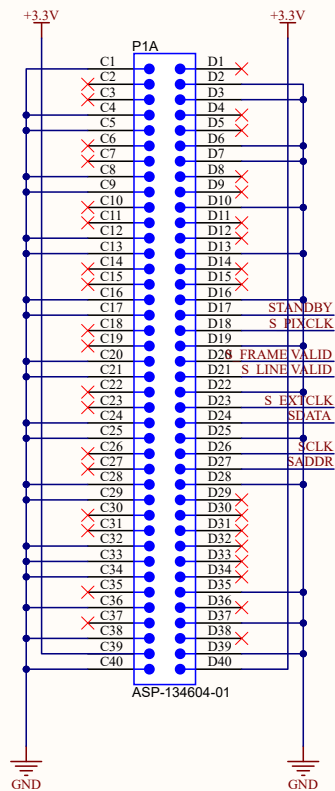 +3.3V +3.3V
P1A
C1 D1
C2 D2
C3 D3
C4 D4
C5 D5
C6 D6
C7 D7
C8 D8
C9 D9
C10 D10
C11 D11
C12 D12
C13 D13
C14 D14
C15 D15
C16 D16
C17 D17 STANDBY
C18 D18 S_PIXCLK
C19 D19
C20 D20 S_FRAME_VALID
C21 D21 S_LINE_VALID
C22 D22
C23 D23 S_EXTCLK
C24 D24 SDATA
C25 D25
C26 D26 SCLK
C27 D27 SADDR
C28 D28
C29 D29
C30 D30
C31 D31
C32 D32
C33 D33
C34 D34
C35 D35
C36 D36
C37 D37
C38 D38
C39 D39
C40 D40
ASP-134604-01
GND GND